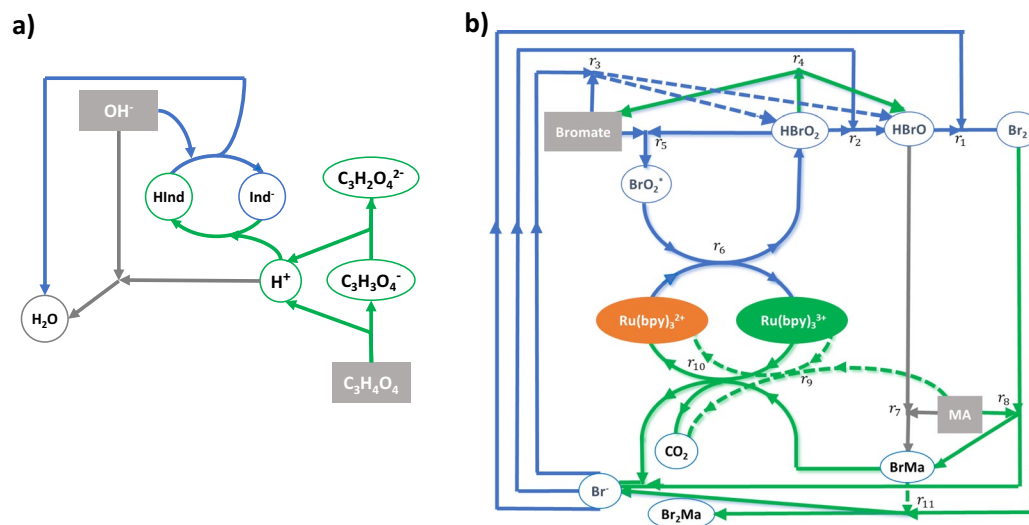 a)
OH⁻
HInd
Ind⁻
C₃H₂O₄²⁻
H⁺
C₃H₃O₄⁻
H₂O
C₃H₄O₄
b)
r₃
r₄
Bromate
r₅
HBrO₂
r₂
HBrO
r₁
Br₂
BrO₂*
r₆
Ru(bpy)₃²⁺
Ru(bpy)₃³⁺
r₁₀
r₉
r₇
MA
r₈
CO₂
BrMa
Br⁻
r₁₁
Br₂Ma